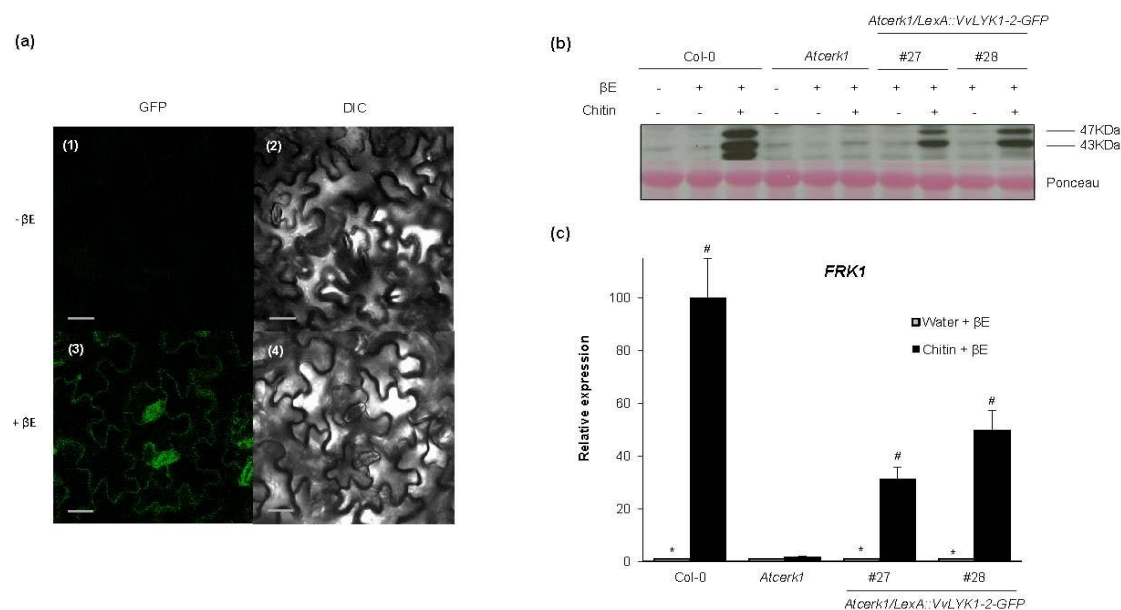 (a)
GFP DIC
(1) (2)
- βE
(3) (4)
+ βE
(b)
Atcerk1/LexA::VvLYK1-2-GFP
Col-0 Atcerk1 #27 #28
βE - + + - + + + + + +
Chitin - - + - - + - + - +
47KDa
43KDa
Ponceau
(c)
FRK1
Relative expression
100
80
60
40
20
0
Water + βE
Chitin + βE
* # * # * #
Col-0 Atcerk1 #27 #28
Atcerk1/LexA::VvLYK1-2-GFP